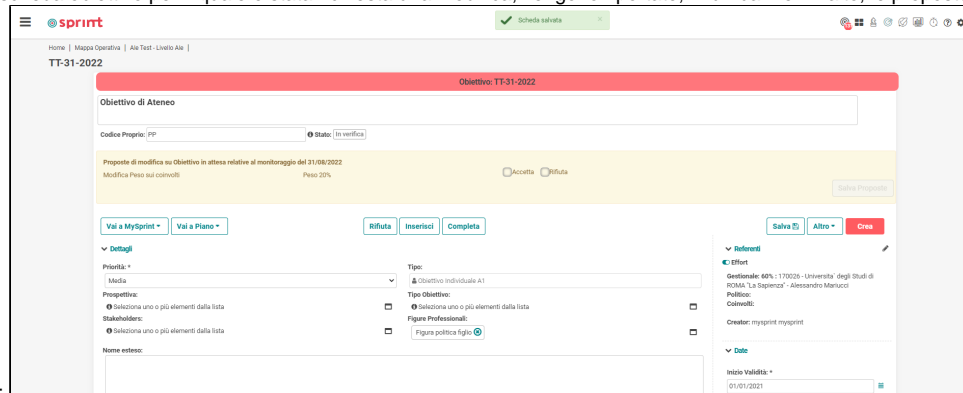 sprint
Scheda salvata
×
Home | Mappa Operativa | Aie Test - Livello Aie |
TT-31-2022
Obiettivo: TT-31-2022
Obiettivo di Ateneo
Codice Proprio: PP
Stato: In verifica
Proposte di modifica su Obiettivo in attesa relative al monitoraggio del 31/08/2022
Modifica Peso sui coinvolti Peso 20% Accetta Rifiuta
Salva Proposte
Vai a MySprint Vai a Piano Rifiuta Inserisci Completa Salva Altro Crea
Dettagli
Priorità: *
Media
Tipo:
Obiettivo Individuale A1
Prospettiva:
Seleziona uno o più elementi dalla lista
Tipo Obiettivo:
Seleziona uno o più elementi dalla lista
Stakeholders:
Seleziona uno o più elementi dalla lista
Figure Professionali:
Figura politica figlio
Nome esteso:
Referenti
Effort
Gestionale: 60% : 170026 - Universita` degli Studi di
ROMA "La Sapienza" - Alessandro Mariucci
Politico:
Coinvolti:
Creator: mysprint mysprint
Date
Inizio Validità: *
01/01/2021